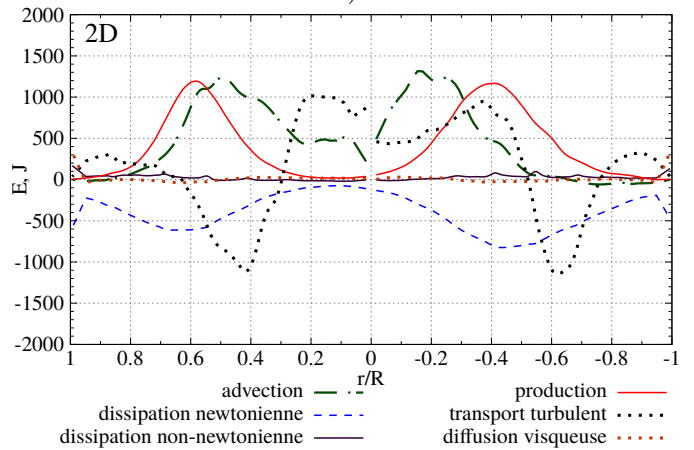 2D
E, J
2000
1500
1000
500
0
-500
-1000
-1500
-2000
1 0.8 0.6 0.4 0.2 0 -0.2 -0.4 -0.6 -0.8 -1
r/R
advection production
dissipation newtonienne transport turbulent
dissipation non-newtonienne diffusion visqueuse